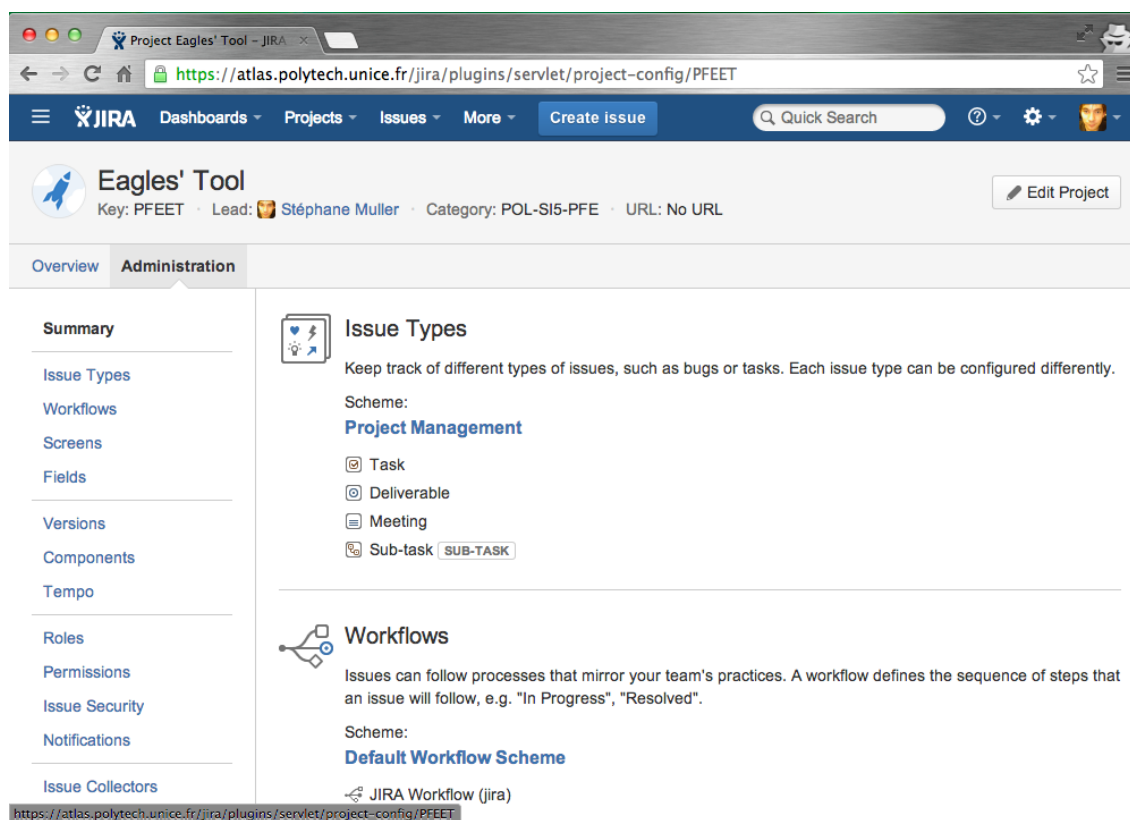 Project Eagles' Tool – JIRA
https://atlas.polytech.unice.fr/jira/plugins/servlet/project-config/PFEET
JIRA Dashboards Projects Issues More Create issue Quick Search
Eagles' Tool
Edit Project
Key: PFEET · Lead: Stéphane Muller · Category: POL-SI5-PFE · URL: No URL
Overview Administration
Summary
Issue Types
Workflows
Screens
Fields
Versions
Components
Tempo
Roles
Permissions
Issue Security
Notifications
Issue Collectors
Issue Types
Keep track of different types of issues, such as bugs or tasks. Each issue type can be configured differently.
Scheme:
Project Management
Task
Deliverable
Meeting
Sub-task SUB-TASK
Workflows
Issues can follow processes that mirror your team's practices. A workflow defines the sequence of steps that
an issue will follow, e.g. "In Progress", "Resolved".
Scheme:
Default Workflow Scheme
JIRA Workflow (jira)
https://atlas.polytech.unice.fr/jira/plugins/servlet/project-config/PFEET